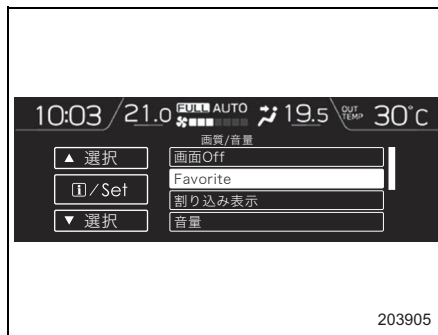 10:03 21.0 FULL AUTO 19.5 OUT TEMP 30°C
画質/音量
▲ 選択
画面Off
Favorite
i/Set
割り込み表示
▼ 選択
音量
203905